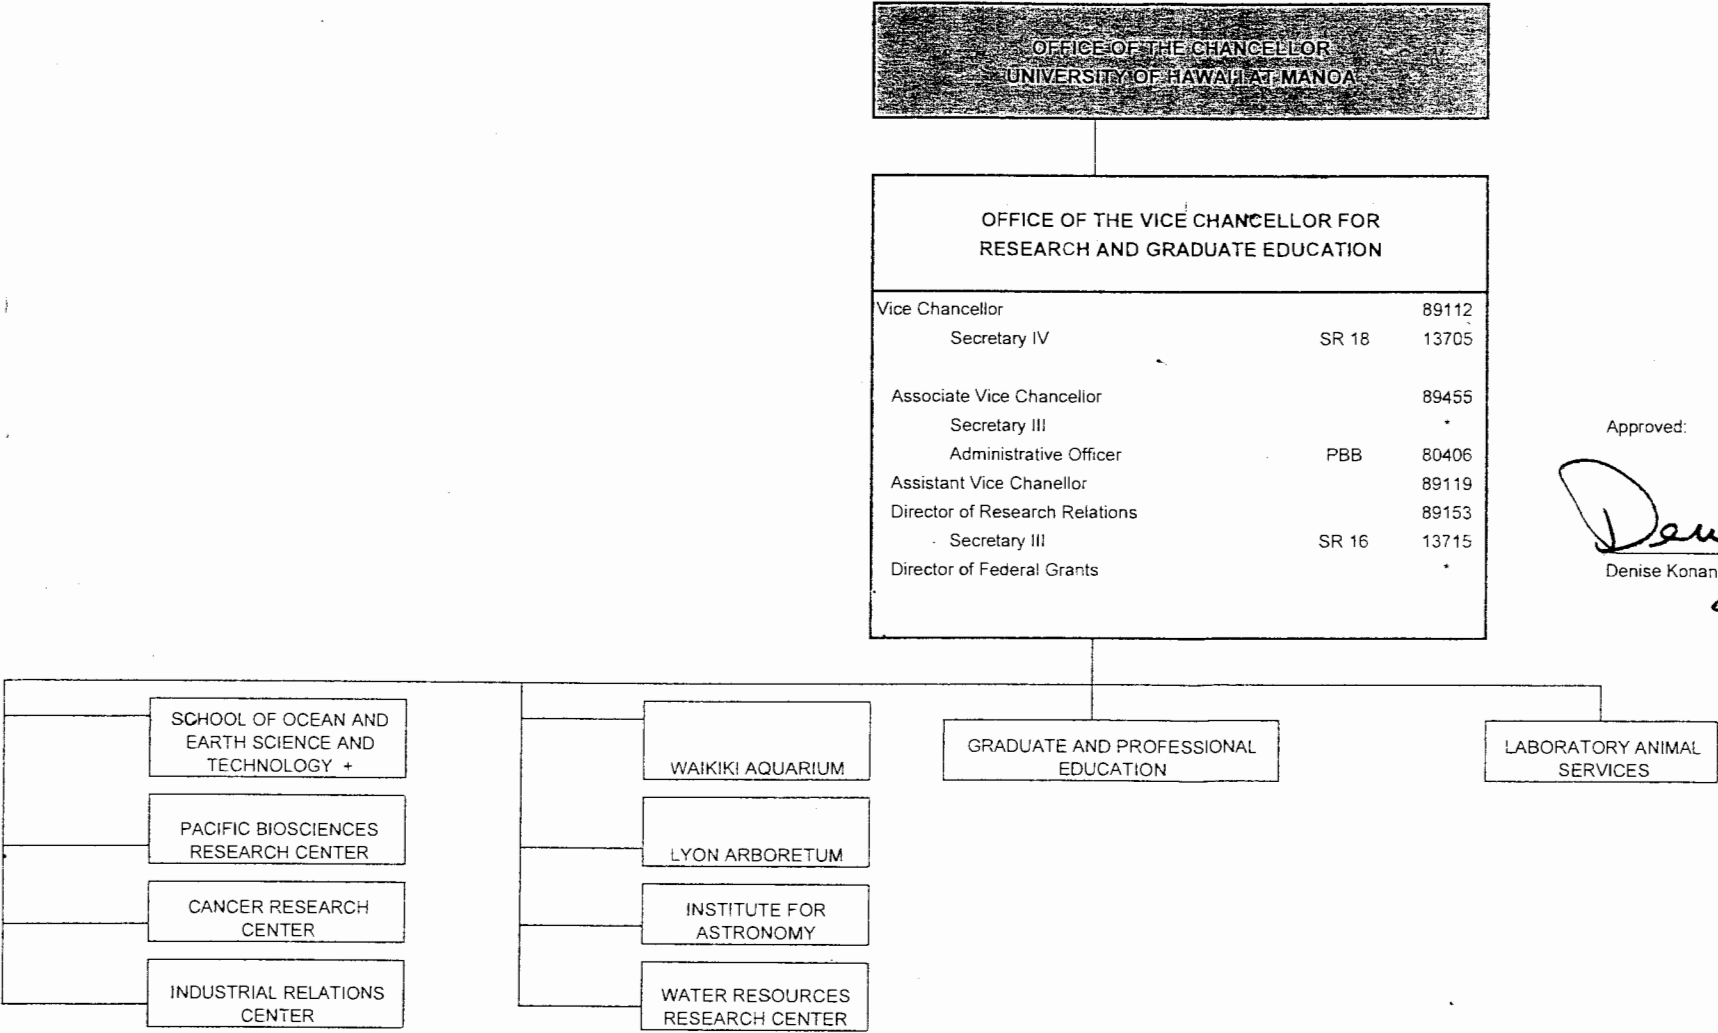 OFFICE OF THE CHANCELLOR
UNIVERSITY OF HAWAII AT MANOA
OFFICE OF THE VICE CHANCELLOR FOR
RESEARCH AND GRADUATE EDUCATION
Vice Chancellor 89112
Secretary IV SR 18 13705
Associate Vice Chancellor 89455
Secretary III *
Administrative Officer PBB 80406
Assistant Vice Chanellor 89119
Director of Research Relations 89153
Secretary III SR 16 13715
Director of Federal Grants *
Approved:
Denise Konan
SCHOOL OF OCEAN AND
EARTH SCIENCE AND
TECHNOLOGY +
PACIFIC BIOSCIENCES
RESEARCH CENTER
CANCER RESEARCH
CENTER
INDUSTRIAL RELATIONS
CENTER
WAIKIKI AQUARIUM
LYON ARBORETUM
INSTITUTE FOR
ASTRONOMY
WATER RESOURCES
RESEARCH CENTER
GRADUATE AND PROFESSIONAL
EDUCATION
LABORATORY ANIMAL
SERVICES